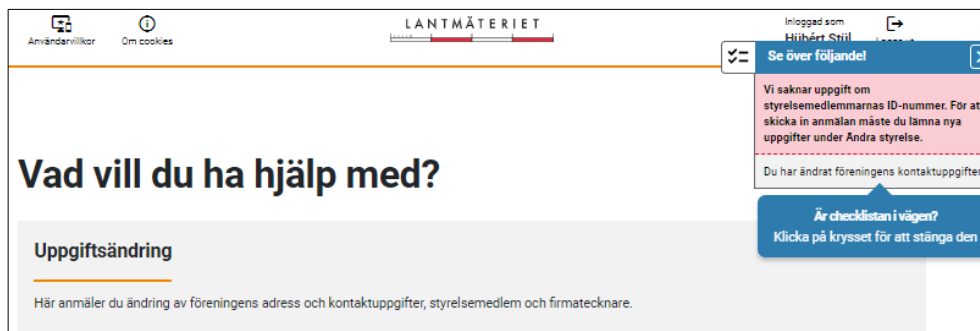 Användarvillkor
Om cookies
LANTMÄTERIET
Inloggad som
Hübért Stül
Se över följande!
Vi saknar uppgift om
styrelsemedlemmarnas ID-nummer. För at
skicka in anmälan måste du lämna nya
uppgifter under Ändra styrelse.
Du har ändrat föreningens kontaktuppgifter
Är checklistan i vägen?
Klicka på krysset för att stänga den
Vad vill du ha hjälp med?
Uppgiftsändring
Här anmäler du ändring av föreningens adress och kontaktuppgifter, styrelsemedlem och firmatecknare.